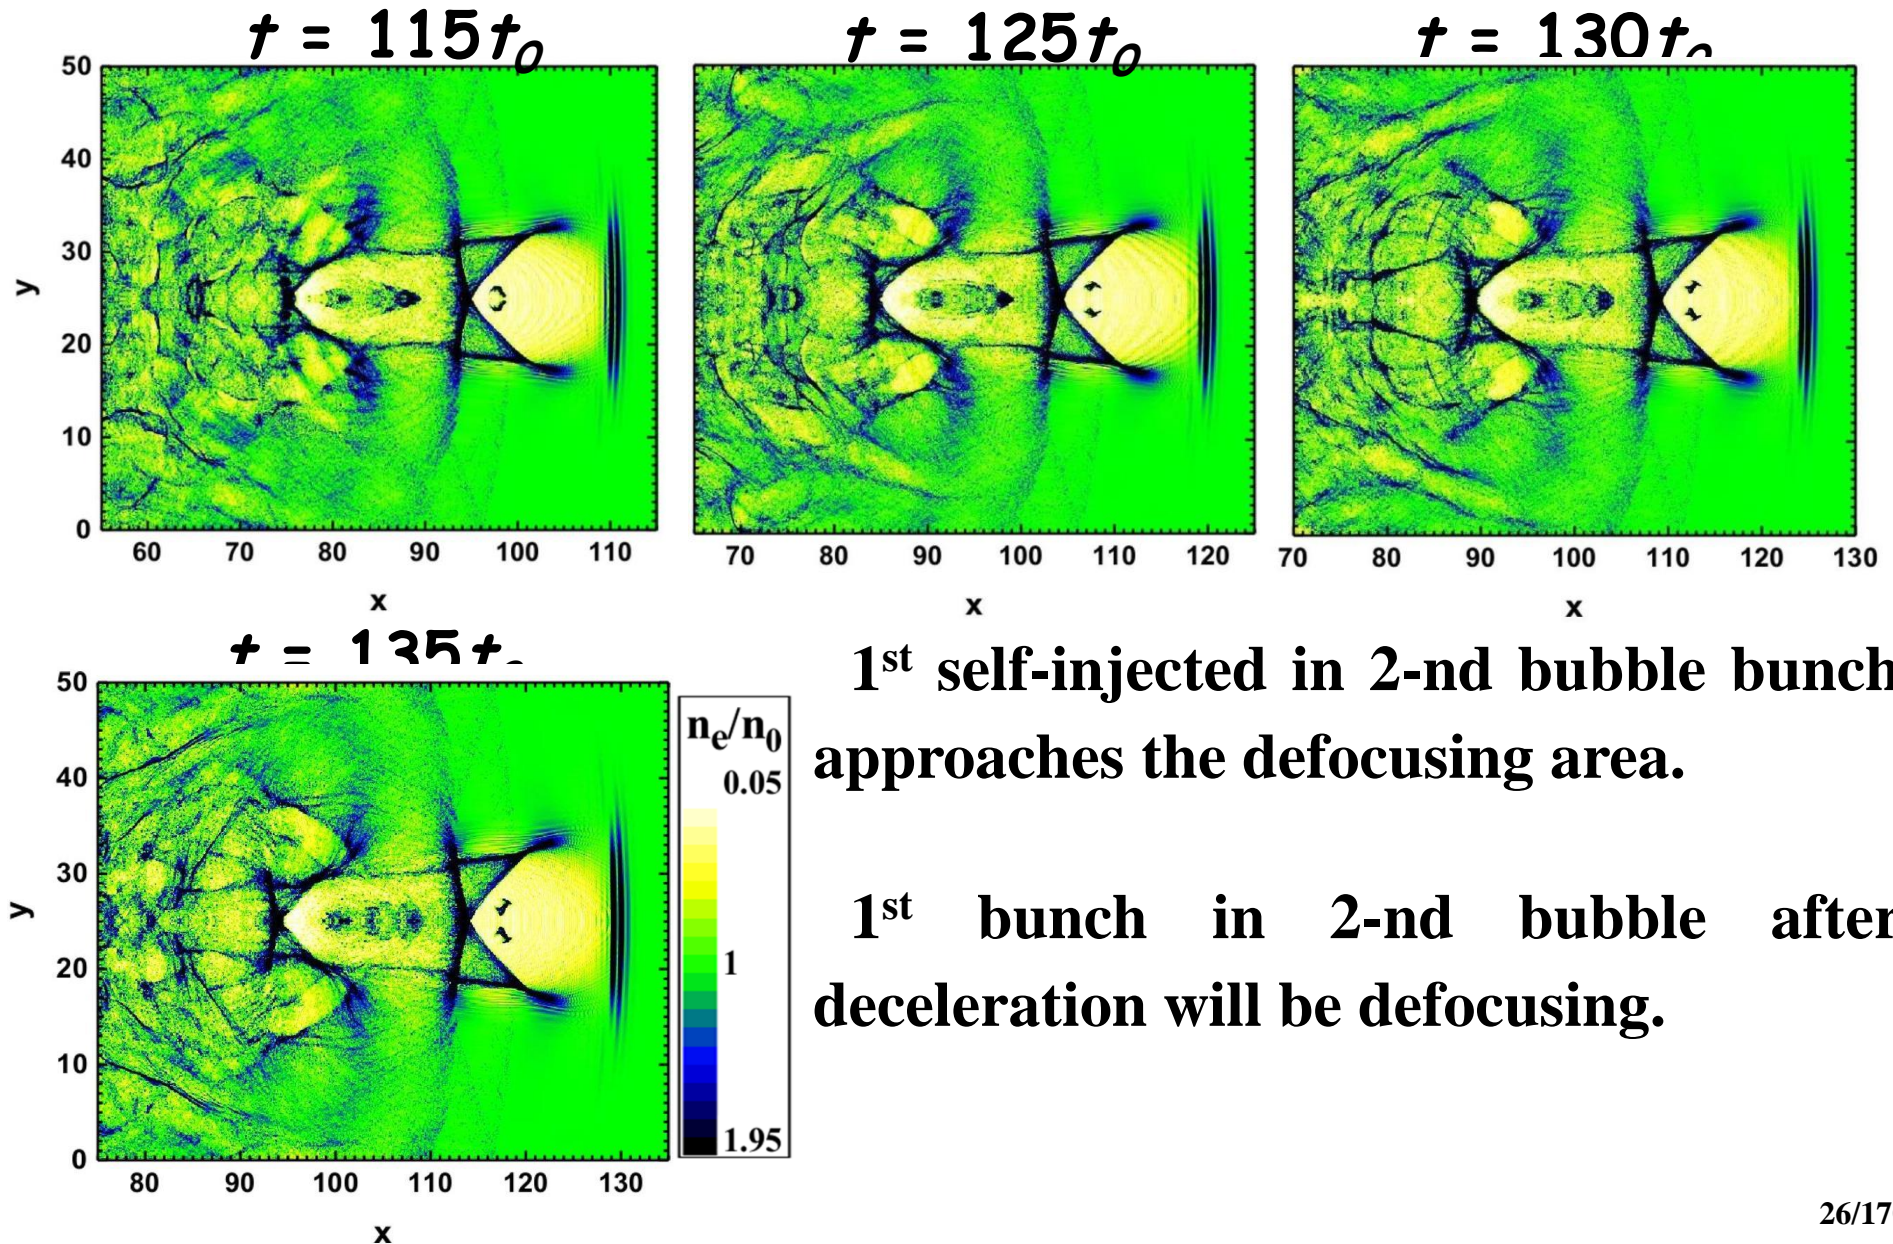 t = 115t₀
t = 125t₀
t = 130t₀
50
40
30
20
10
0
y
60 70 80 90 100 110
x
70 80 90 100 110 120
x
70 80 90 100 110 120 130
x
t = 135t₀
50
40
30
20
10
0
y
80 90 100 110 120 130
x
nₑ/n₀
0.05
1
1.95
1ˢᵗ self-injected in 2-nd bubble bunch
approaches the defocusing area.
1ˢᵗ bunch in 2-nd bubble after
deceleration will be defocusing.
26/17